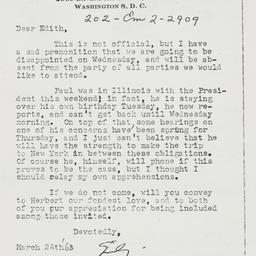 WASHINGTON 8, D. C.
202-Em 2-2909
Dear Edith,
This is not official, but I have
a sad premonition that we are going to be
disappointed on Wednesday, and will be ab-
sent from the party of all parties we would
like to attend.
Paul was in Illinois with the Presi-
dent this weekend; in fact, he is staying
over his own birthday Tuesday, he now re-
ports, and can't get back until Wednesday
morning. On top of that, some hearings on
one of his concerns have been sprung for
Thursday, and I just can't believe that he
will have the strength to make the trip
to New York in between these obligations.
Of course he, himself, will phone if this
proves to be the case, but I thought I
should relay my own apprehensions.
If we do not come, will you convey
to Herbert our fondest love, and to both
of you our appreciation for being included
among those invited.
Devotedly,
March 24th/63